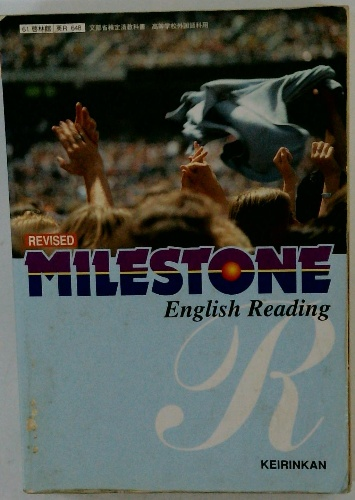 61 啓林館 英R 648 文部省検定済教科書 高等学校外国語科用
REVISED
MILESTONE
English Reading
R
KEIRINKAN